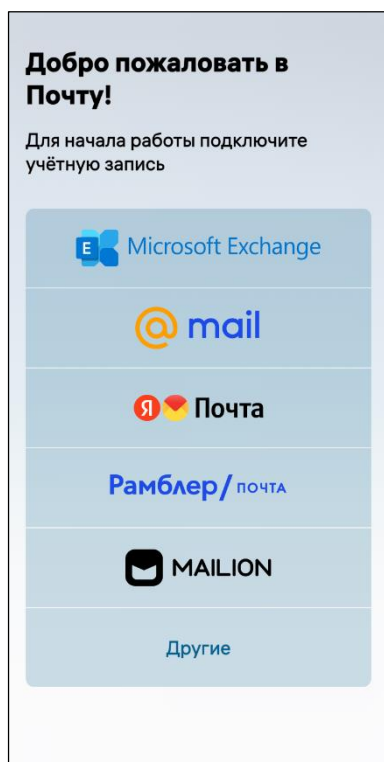 Добро пожаловать в
Почту!
Для начала работы подключите
учётную запись
E Microsoft Exchange
@ mail
Я Почта
Рамблер/ почта
MAILION
Другие